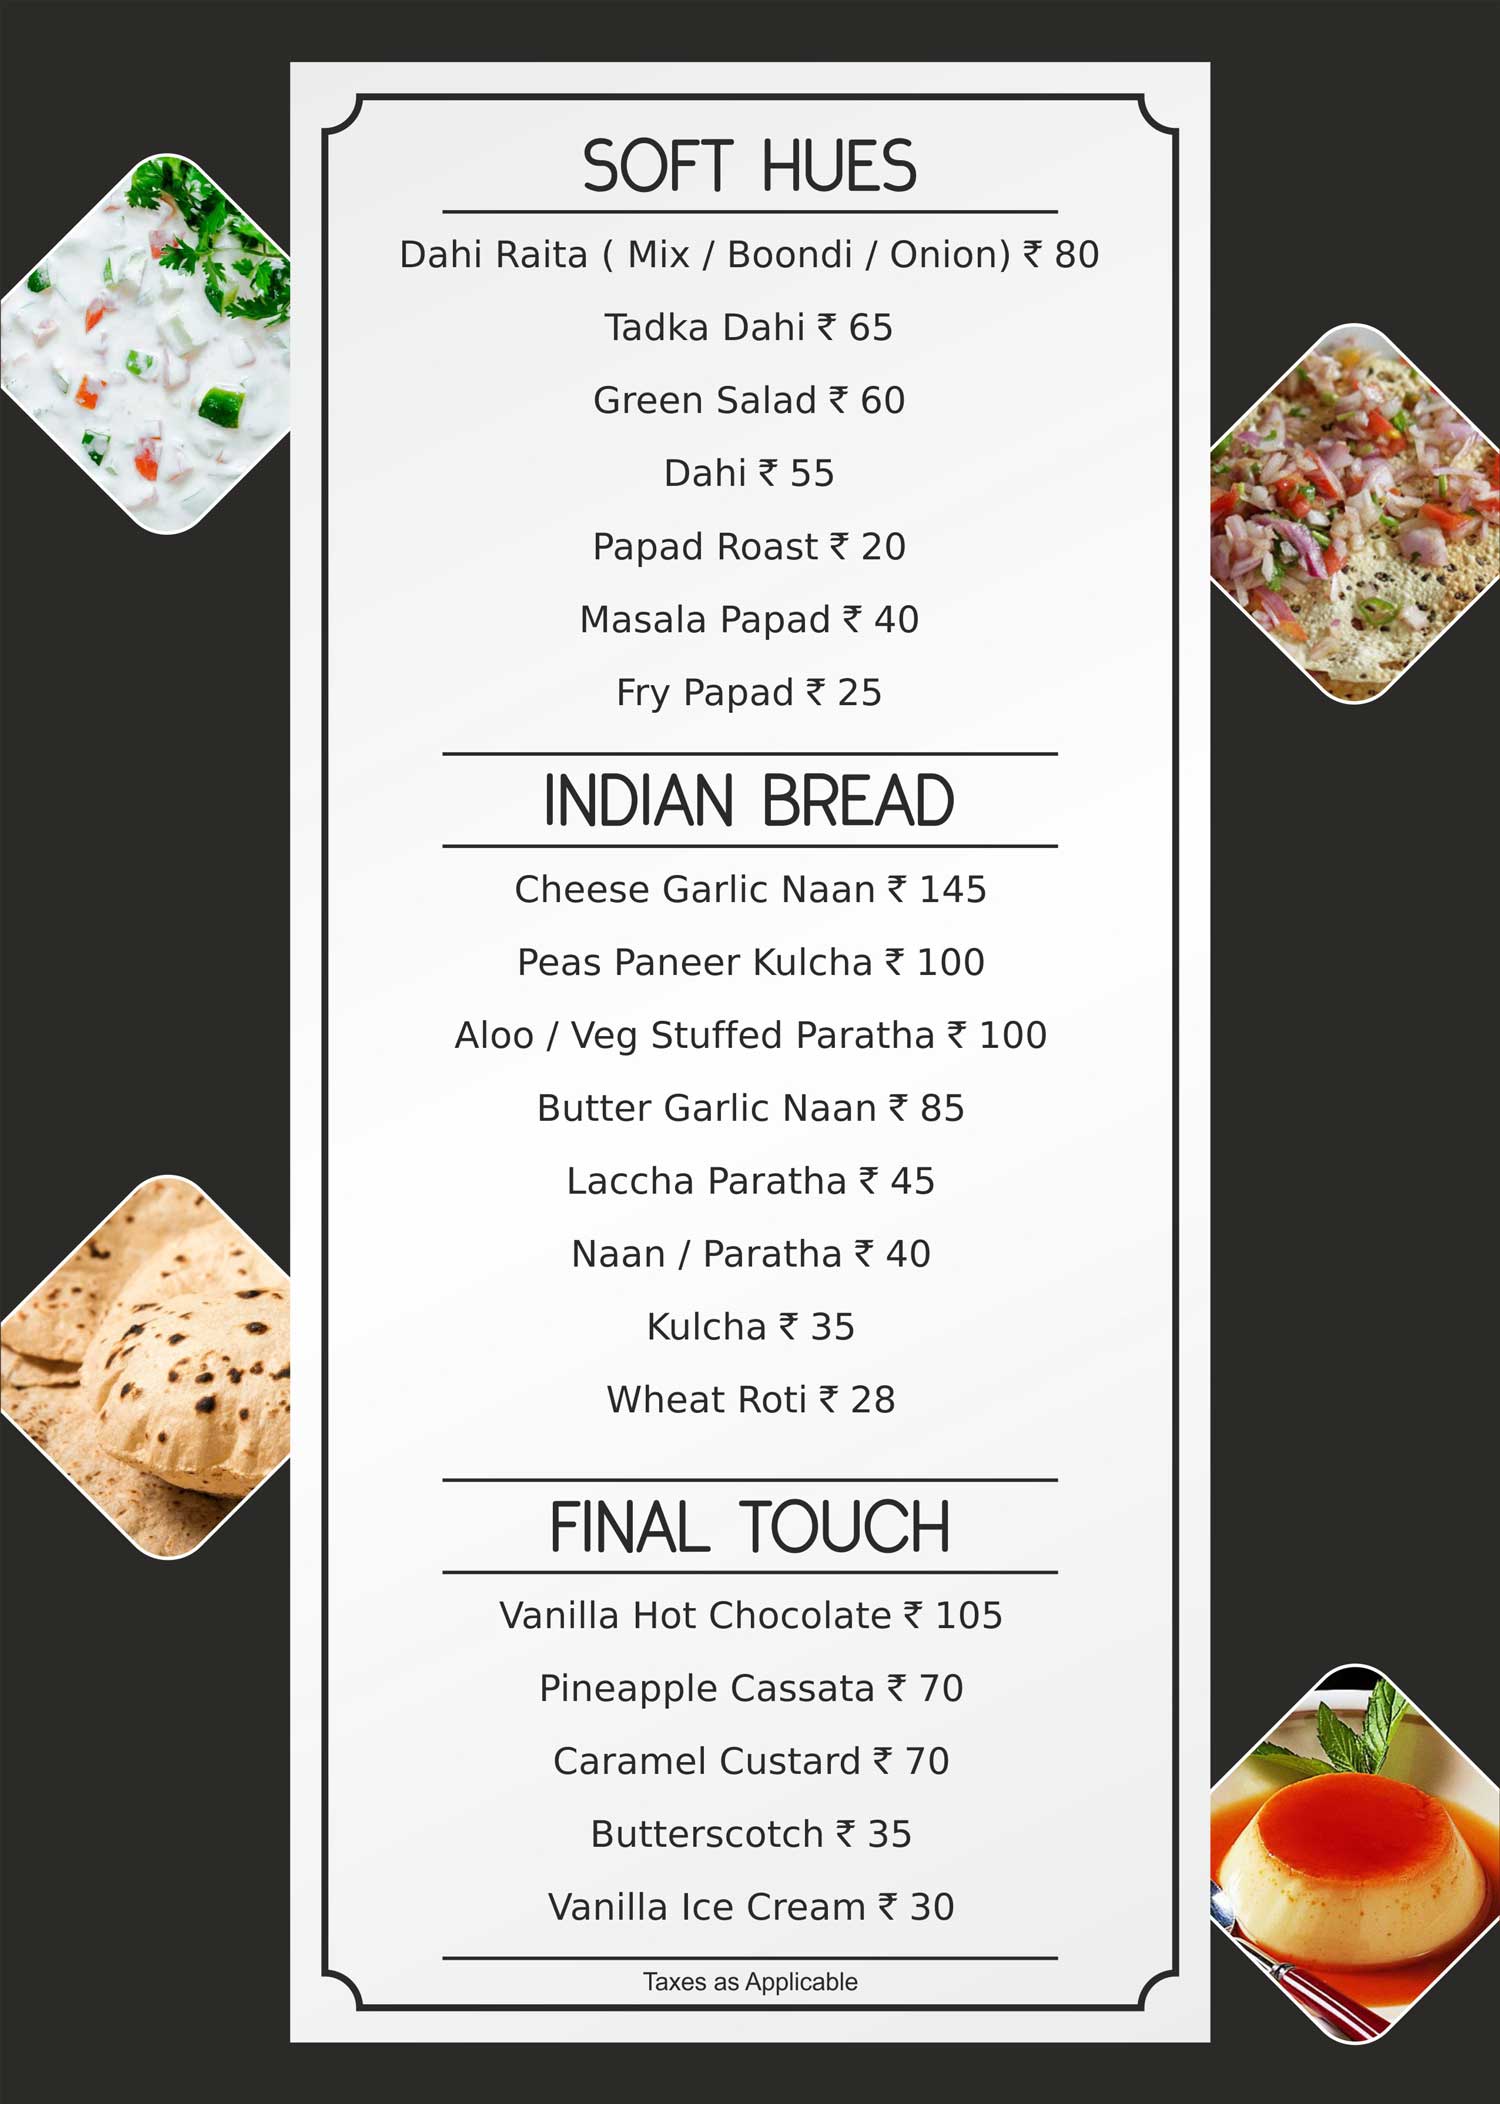 SOFT HUES
Dahi Raita ( Mix / Boondi / Onion) ₹ 80
Tadka Dahi ₹ 65
Green Salad ₹ 60
Dahi ₹ 55
Papad Roast ₹ 20
Masala Papad ₹ 40
Fry Papad ₹ 25
INDIAN BREAD
Cheese Garlic Naan ₹ 145
Peas Paneer Kulcha ₹ 100
Aloo / Veg Stuffed Paratha ₹ 100
Butter Garlic Naan ₹ 85
Laccha Paratha ₹ 45
Naan / Paratha ₹ 40
Kulcha ₹ 35
Wheat Roti ₹ 28
FINAL TOUCH
Vanilla Hot Chocolate ₹ 105
Pineapple Cassata ₹ 70
Caramel Custard ₹ 70
Butterscotch ₹ 35
Vanilla Ice Cream ₹ 30
Taxes as Applicable